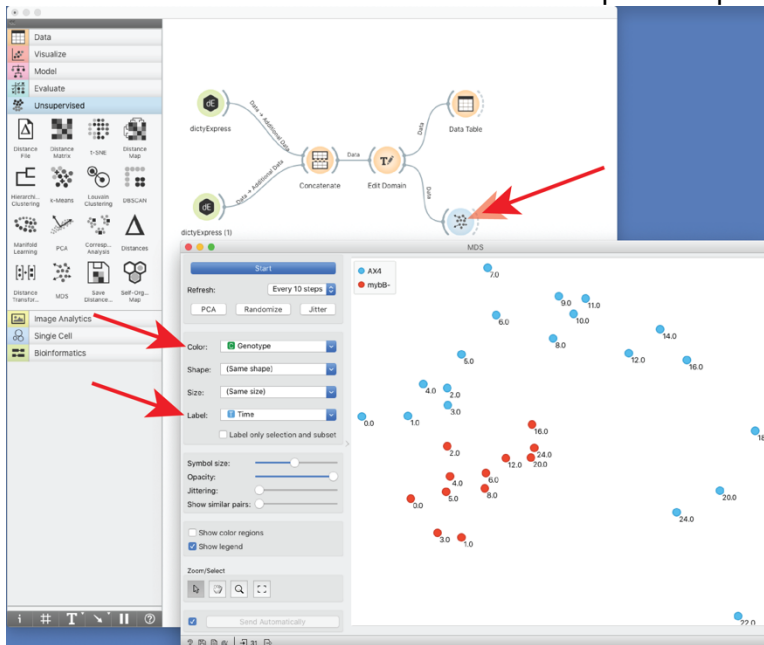 Data
Visualize
Model
Evaluate
Unsupervised
Distance File
Distance Matrix
t-SNE
Distance Map
Hierarchi... Clustering
k-Means
Louvain Clustering
DBSCAN
Manifold Learning
PCA
Corresp... Analysis
Distances
Distance Transfor...
MDS
Save Distance...
Self-Org... Map
Image Analytics
Single Cell
Bioinformatics
dE
dictyExpress
Data → Additional Data
dE
dictyExpress (1)
Data → Additional Data
Concatenate
Data
Edit Domain
Data
Data Table
Data
MDS
Start
Refresh:
Every 10 steps
PCA
Randomize
Jitter
Color:
C Genotype
Shape:
(Same shape)
Size:
(Same size)
Label:
T Time
Label only selection and subset
Symbol size:
Opacity:
Jittering:
Show similar pairs:
Show color regions
Show legend
Zoom/Select
Send Automatically
31
AX4
mybB-
7.0
9.0
11.0
6.0
10.0
8.0
14.0
12.0
16.0
5.0
4.0
2.0
3.0
0.0
1.0
16.0
18
2.0
24.0
12.0
20.0
4.0
6.0
5.0
8.0
0.0
20.0
24.0
3.0
1.0
22.0